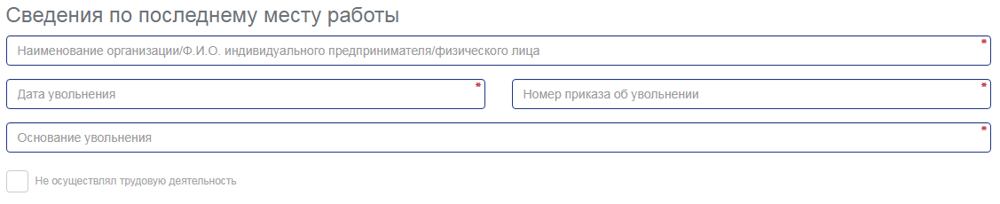 Сведения по последнему месту работы
Наименование организации/Ф.И.О. индивидуального предпринимателя/физического лица *
Дата увольнения * Номер приказа об увольнении *
Основание увольнения *
Не осуществлял трудовую деятельность